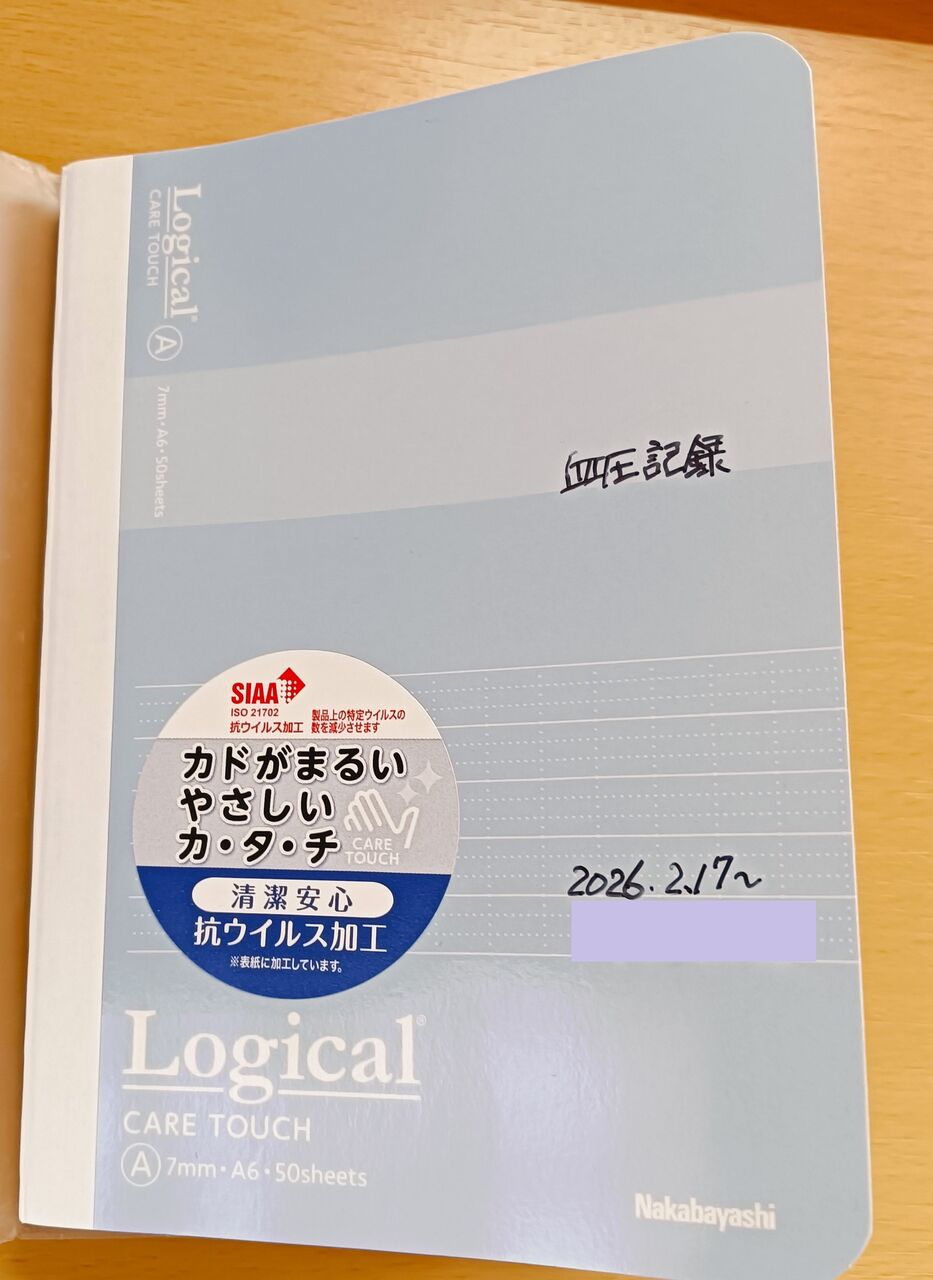 Logical®
CARE TOUCH
A
7mm・A6・50sheets
血圧記録
SIAA
ISO 21702
抗ウイルス加工
製品上の特定ウイルスの
数を減少させます
カドがまるい
やさしい
カ・タ・チ
CARE
TOUCH
清潔安心
抗ウイルス加工
※表紙に加工しています。
2026.2.17~
Logical®
CARE TOUCH
A 7mm・A6・50sheets
Nakabayashi